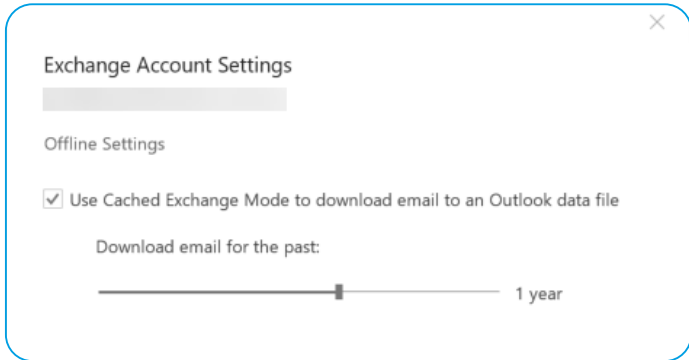 Exchange Account Settings
Offline Settings
Use Cached Exchange Mode to download email to an Outlook data file
Download email for the past:
1 year